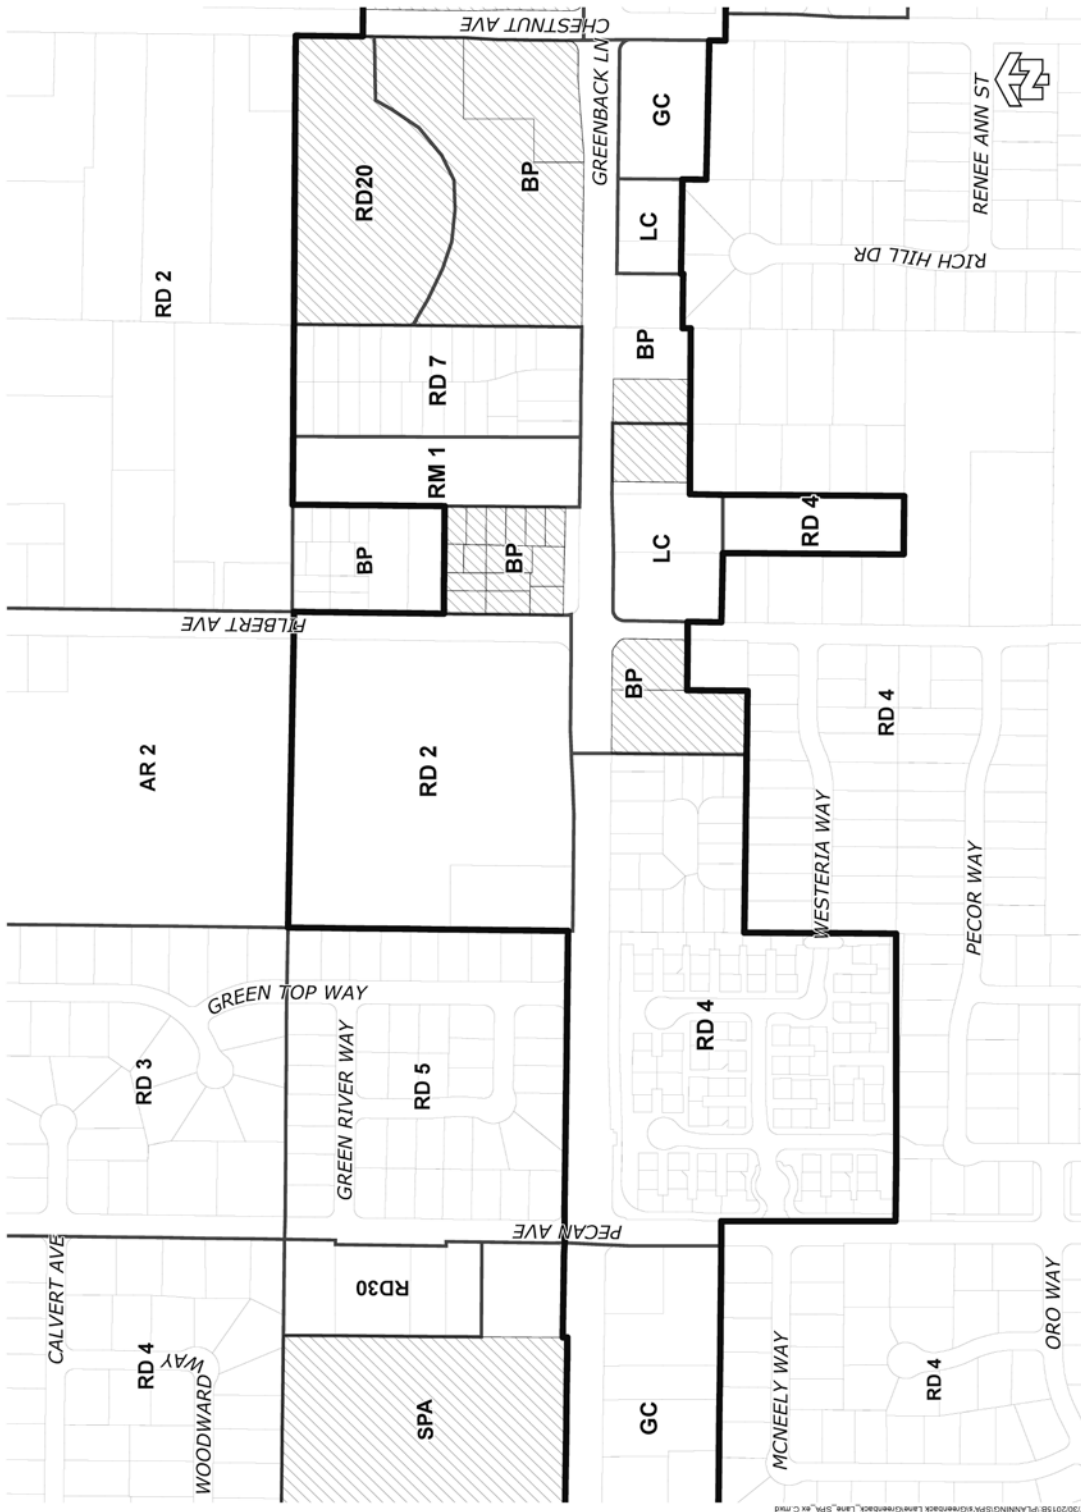 CHESTNUT AVE
GREENBACK LN
GC
RENEE ANN ST
N
RD20
BP
LC
RICH HILL DR
RD 2
BP
RD 7
RM 1
RD 4
BP
BP
LC
FILBERT AVE
BP
RD 4
AR 2
RD 2
WESTERIA WAY
PECOR WAY
GREEN TOP WAY
RD 4
RD 3
GREEN RIVER WAY
RD 5
PECAN AVE
CALVERT AVE
RD30
ORO WAY
RD 4
WOODWARD WAY
MCNEELY WAY
RD 4
SPA
GC